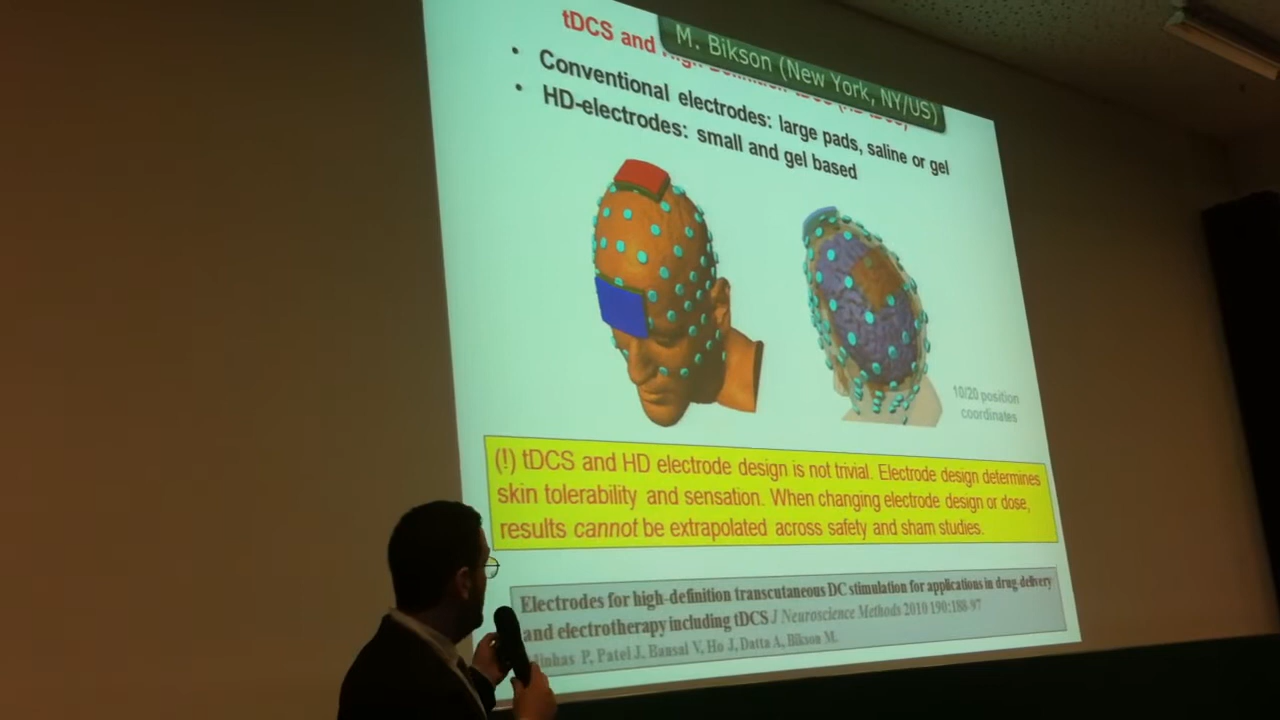 tDCS and
M. Bikson (New York, NY/US)
• Conventional electrodes: large pads, saline or gel
• HD-electrodes: small and gel based
10/20 position
coordinates
(!) tDCS and HD electrode design is not trivial. Electrode design determines
skin tolerability and sensation. When changing electrode design or dose,
results cannot be extrapolated across safety and sham studies.
Electrodes for high-definition transcutaneous DC stimulation for applications in drug-delivery
and electrotherapy including tDCS J Neuroscience Methods 2010 190:188-97
Minhas P, Patel J, Bansal V, Ho J, Datta A, Bikson M.